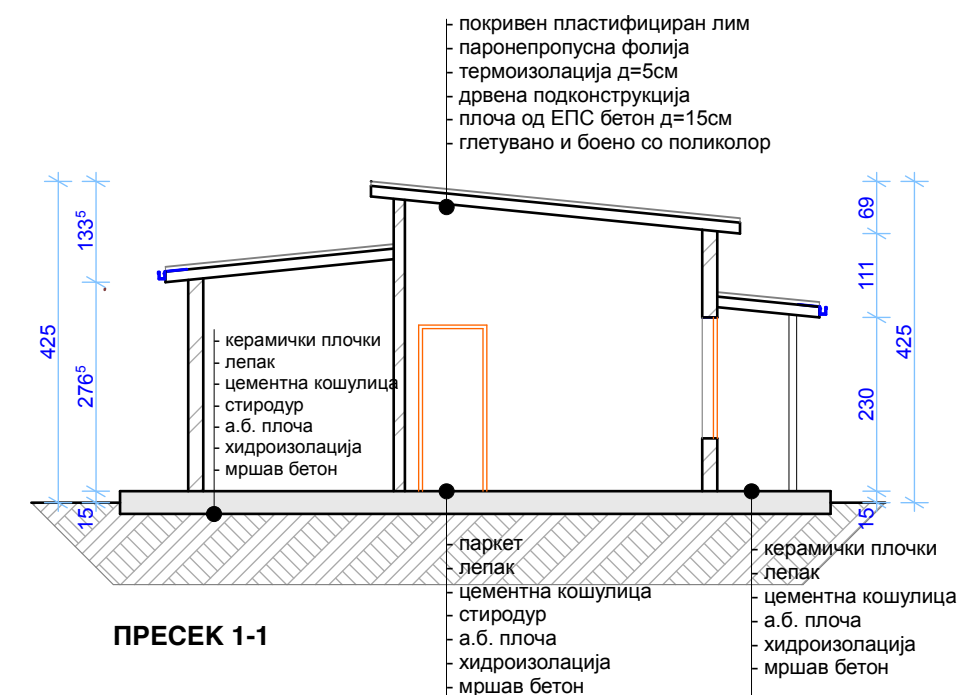 - покривен пластифициран лим
- паронепропусна фолија
- термоизолација д=5см
- дрвена подконструкција
- плоча од ЕПС бетон д=15см
- глетувано и боено со поликолор
425
133⁵
276⁵
15
- керамички плочки
- лепак
- цементна кошулица
- стиродур
- а.б. плоча
- хидроизолација
- мршав бетон
69
111
230
15
425
- паркет
- лепак
- цементна кошулица
- стиродур
- а.б. плоча
- хидроизолација
- мршав бетон
- керамички плочки
- лепак
- цементна кошулица
- а.б. плоча
- хидроизолација
- мршав бетон
ПРЕСЕК 1-1